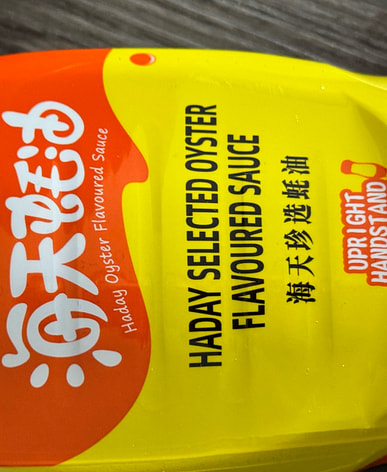 海天蚝油
Haday Oyster Flavoured Sauce
HADAY SELECTED OYSTER
FLAVOURED SAUCE
海天珍选蚝油
UPRIGHT
HANDSTAND